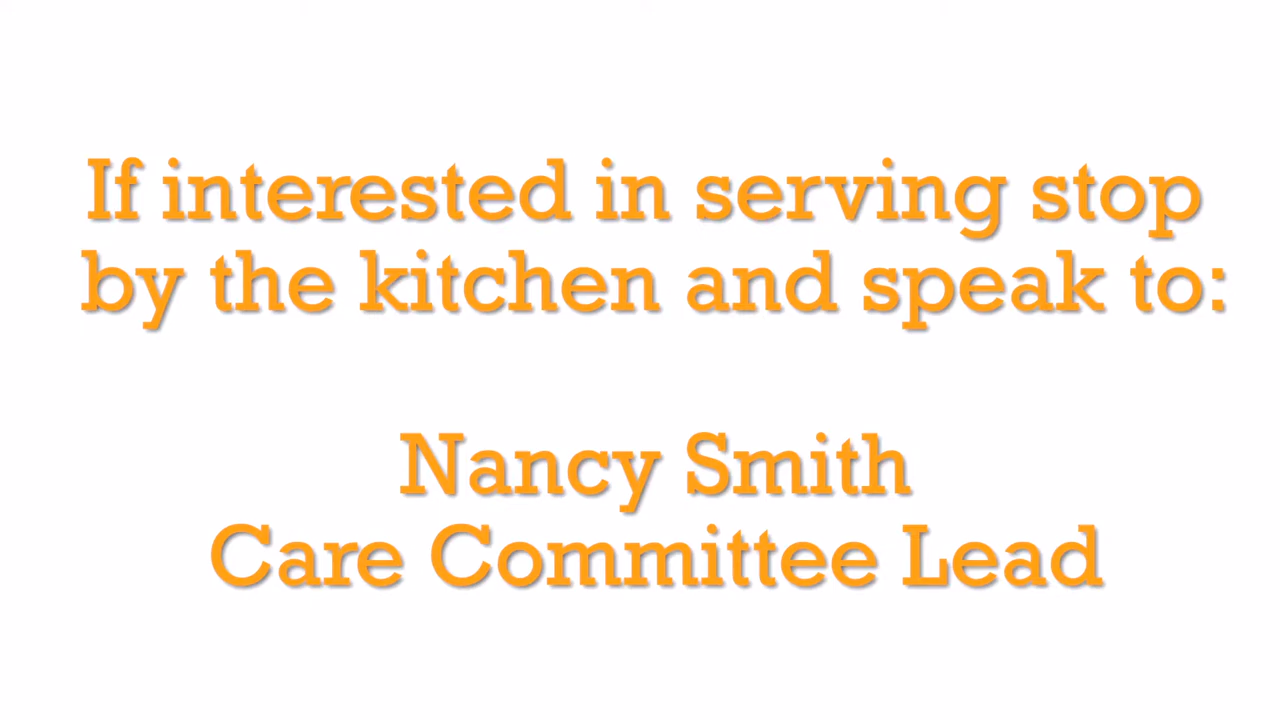 If interested in serving stop
by the kitchen and speak to:
Nancy Smith
Care Committee Lead